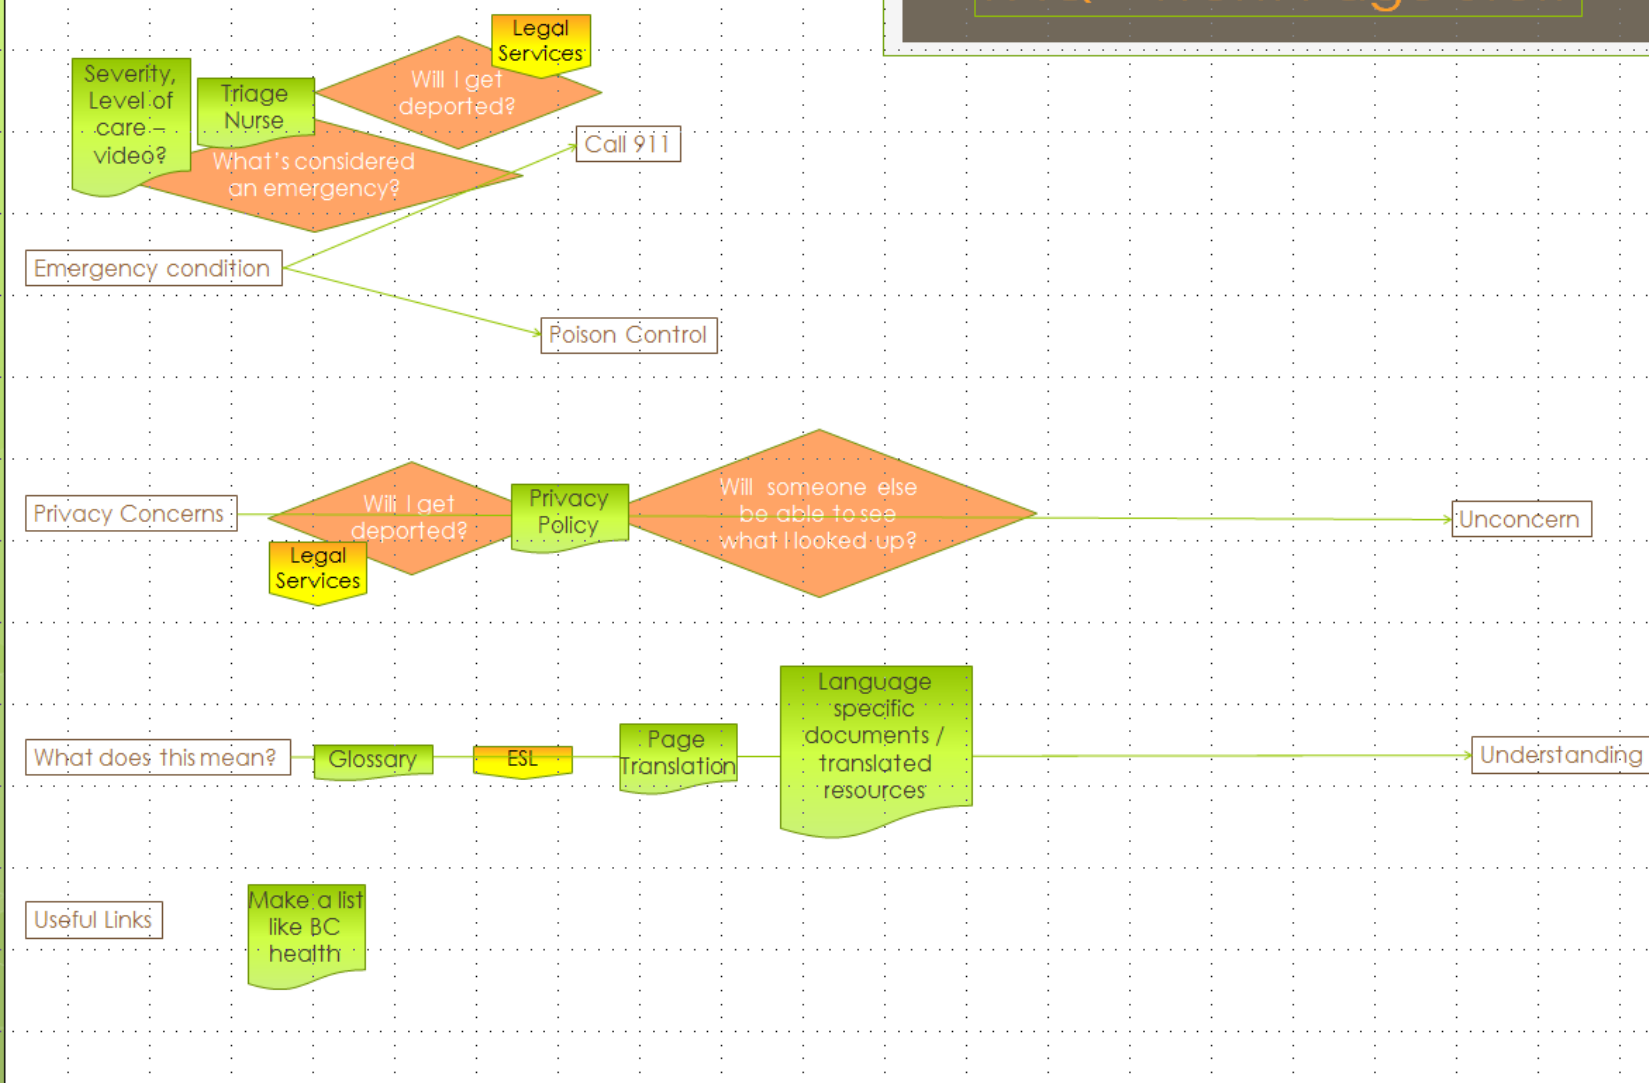 Legal
Services
Severity,
Level of
care –
video?
Triage
Nurse
Will I get
deported?
What's considered
an emergency?
Call 911
Emergency condition
Poison Control
Privacy Concerns
Will I get
deported?
Legal
Services
Privacy
Policy
Will someone else
be able to see
what I looked up?
Unconcern
What does this mean?
Glossary
ESL
Page
Translation
Language
specific
documents /
translated
resources
Understanding
Useful Links
Make a list
like BC
health